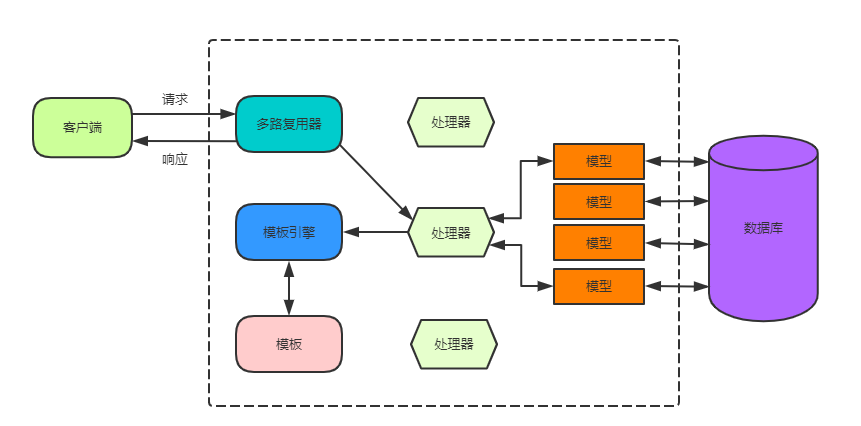 请求
客户端
多路复用器
处理器
响应
模型
模型
模板引擎
处理器
数据库
模型
模型
模板
处理器